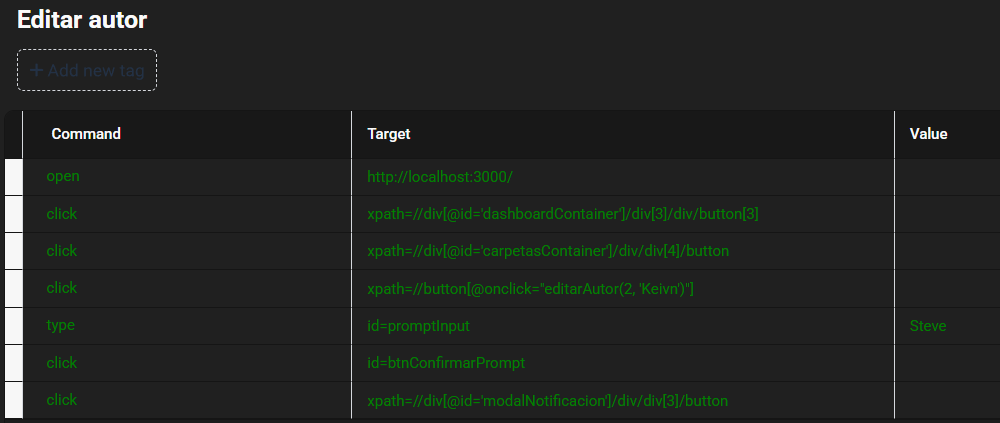 Editar autor
+ Add new tag
Command Target Value
open http://localhost:3000/
click xpath=//div[@id='dashboardContainer']/div[3]/div/button[3]
click xpath=//div[@id='carpetasContainer']/div/div[4]/button
click xpath=//button[@onclick="editarAutor(2, 'Keivn')"]
type id=promptInput Steve
click id=btnConfirmarPrompt
click xpath=//div[@id='modalNotificacion']/div/div[3]/button